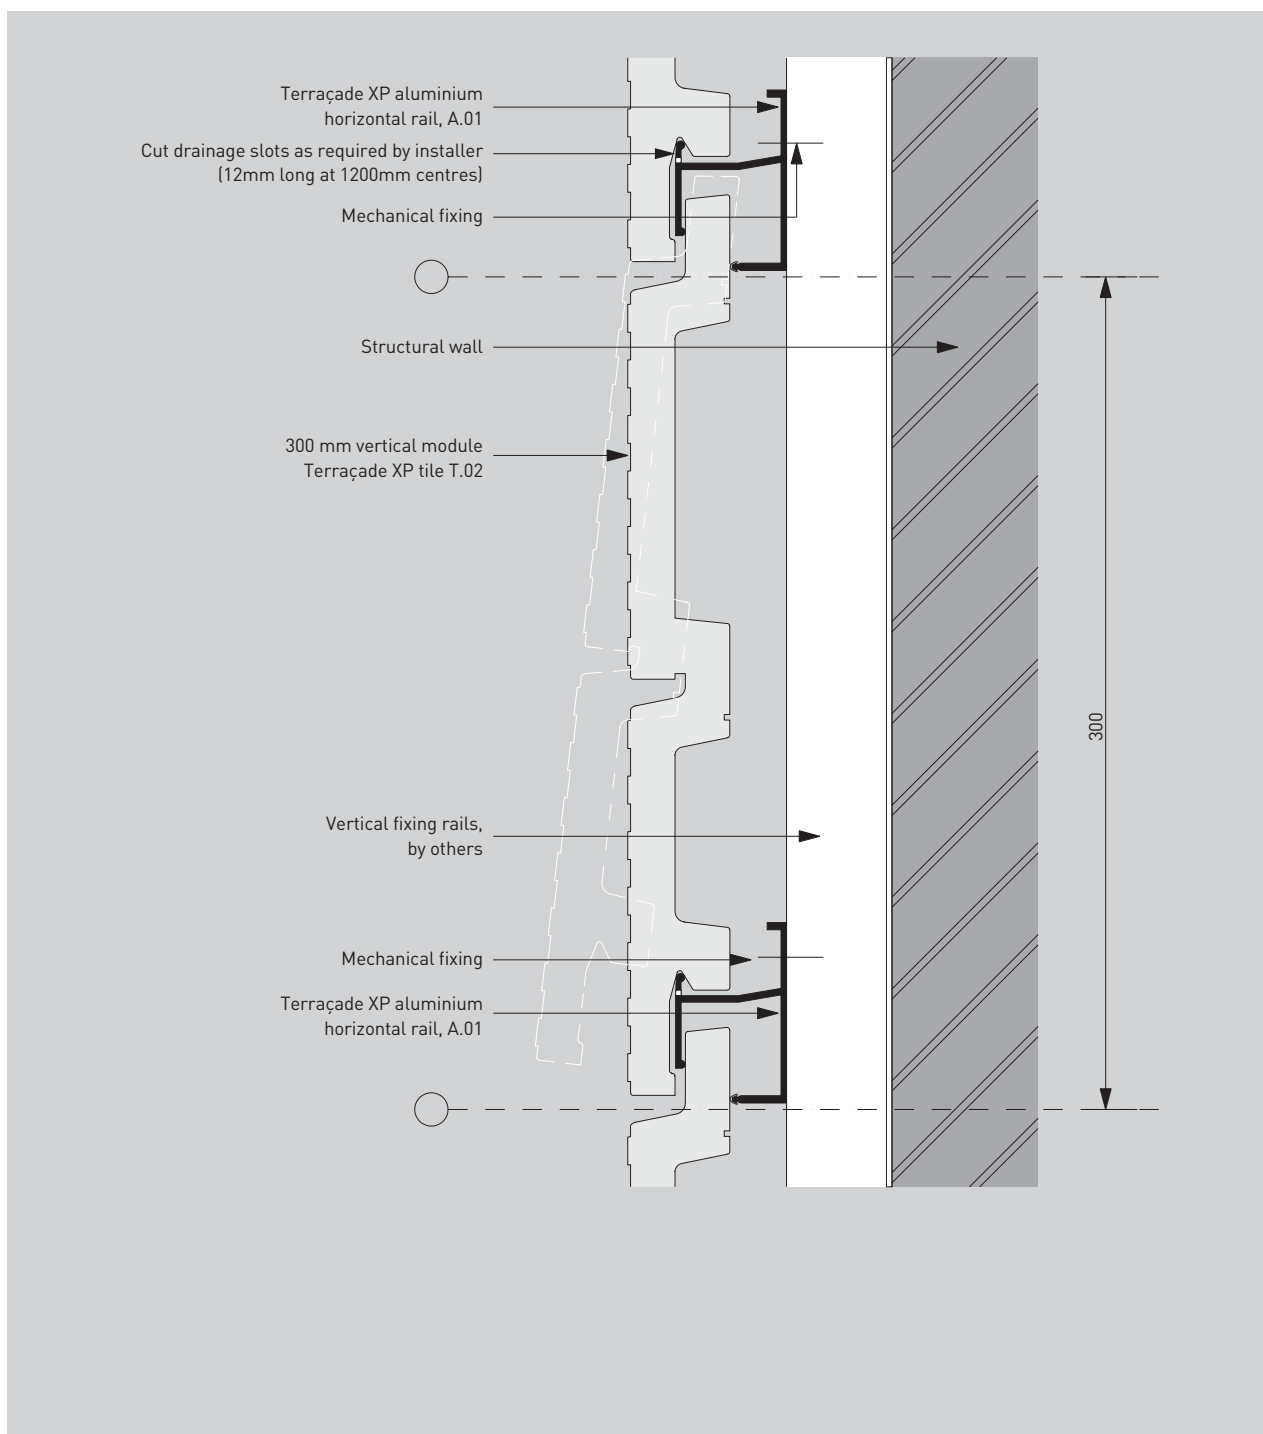 Terraçade XP aluminium
horizontal rail, A.01
Cut drainage slots as required by installer
(12mm long at 1200mm centres)
Mechanical fixing
Structural wall
300 mm vertical module
Terraçade XP tile T.02
300
Vertical fixing rails,
by others
Mechanical fixing
Terraçade XP aluminium
horizontal rail, A.01